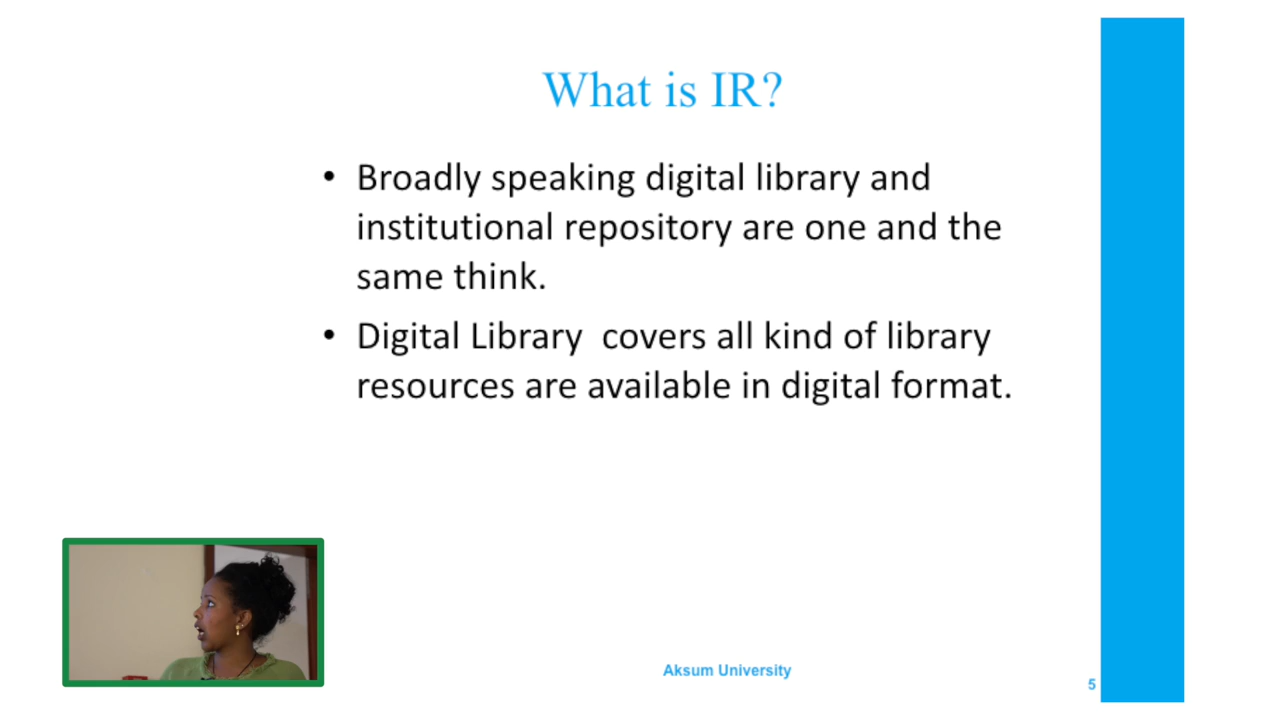 What is IR?
• Broadly speaking digital library and
institutional repository are one and the
same think.
• Digital Library  covers all kind of library
resources are available in digital format.
Aksum University
5